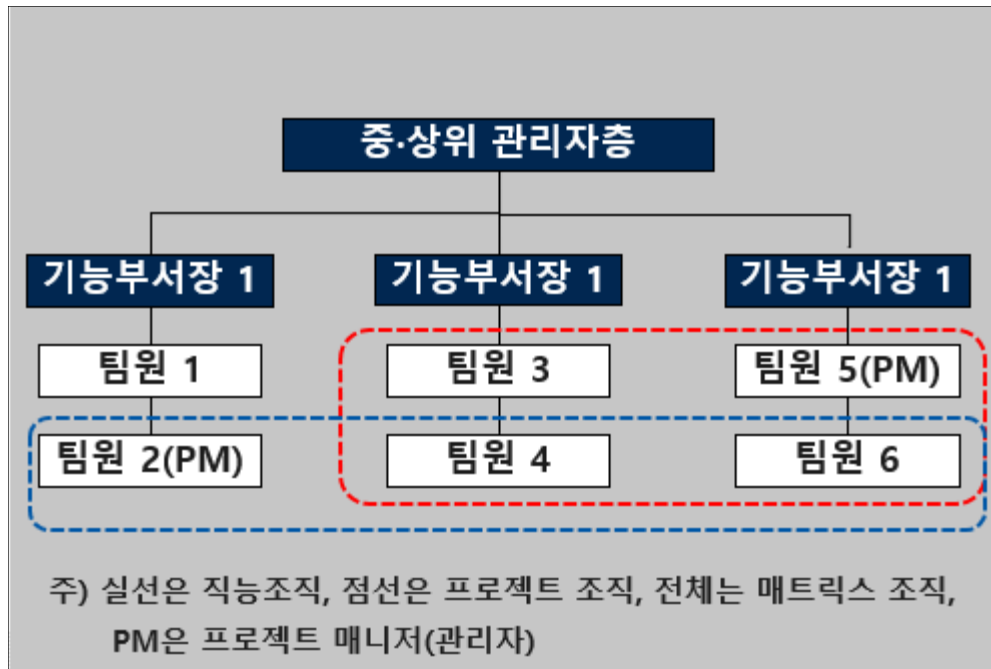 중·상위 관리자층
기능부서장 1
기능부서장 1
기능부서장 1
팀원 1
팀원 3
팀원 5(PM)
팀원 2(PM)
팀원 4
팀원 6
주) 실선은 직능조직, 점선은 프로젝트 조직, 전체는 매트릭스 조직,
PM은 프로젝트 매니저(관리자)